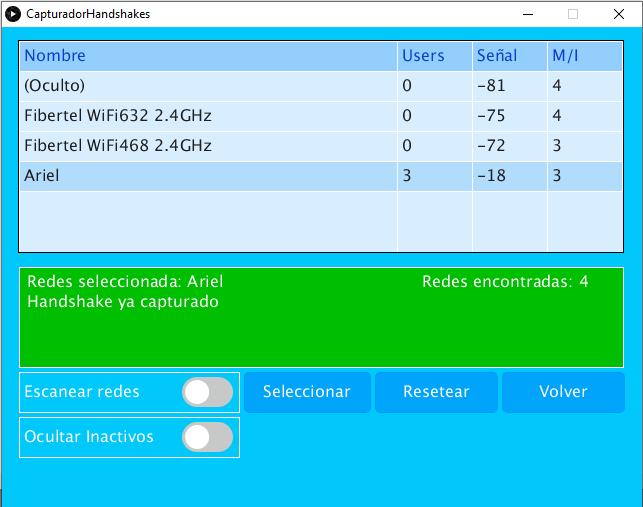 CapturadorHandshakes
Nombre Users Señal M/I
(Oculto) 0 -81 4
Fibertel WiFi632 2.4GHz 0 -75 4
Fibertel WiFi468 2.4GHz 0 -72 3
Ariel 3 -18 3
Redes seleccionada: Ariel Redes encontradas: 4
Handshake ya capturado
Escanear redes Seleccionar Resetear Volver
Ocultar Inactivos